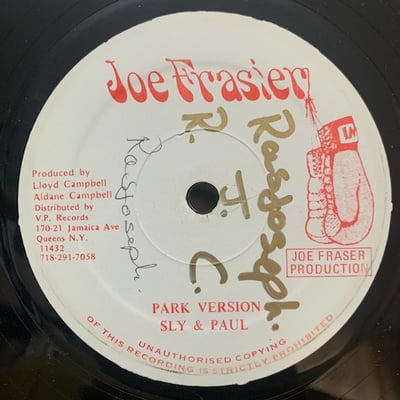 Joe Frasier
Produced by
Lloyd Campbell
Aldane Campbell
Distributed by
V.P. Records
170-21 Jamaica Ave
Queens N.Y.
11432
718-291-7058
Rasjoseph.
Rasjoseph.
R. J. C.
JOE FRASER
PRODUCTION
PARK VERSION
SLY & PAUL
UNAUTHORISED COPYING
OF THIS RECORDING IS STRICTLY PROHIBITED